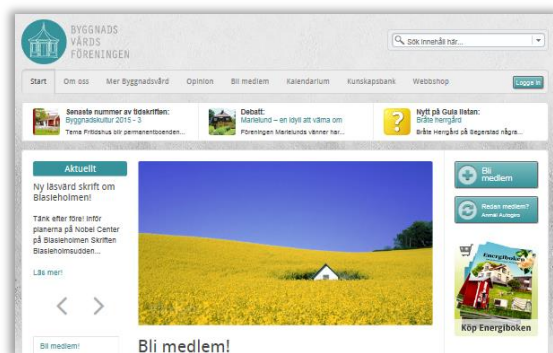 BYGGNADS
VÅRDS
FÖRENINGEN
Sök innehåll här...
Start Om oss Mer Byggnadsvård Opinion Bli medlem Kalendarium Kunskapsbank Webbshop Logga in
Senaste nummer av tidskriften:
Byggnadskultur 2015 - 3
Tema Fritidshus blir permanentboenden...
Debatt:
Marielund – en idyll att värna om
Föreningen Marielunds vänner har...
Nytt på Gula listan:
Bråte herrgård
Bråte Herrgård på Segerstad några...
Aktuellt
Ny läsvärd skrift om
Blasieholmen!
Tänk efter före! Inför
planerna på Nobel Center
på Blasieholmen Skriften
Blasieholmsudden...
Läs mer!
Bli medlem!
Bli medlem!
Bli
medlem
Redan medlem?
Anmäl Autogiro
Energiboken
Köp Energiboken